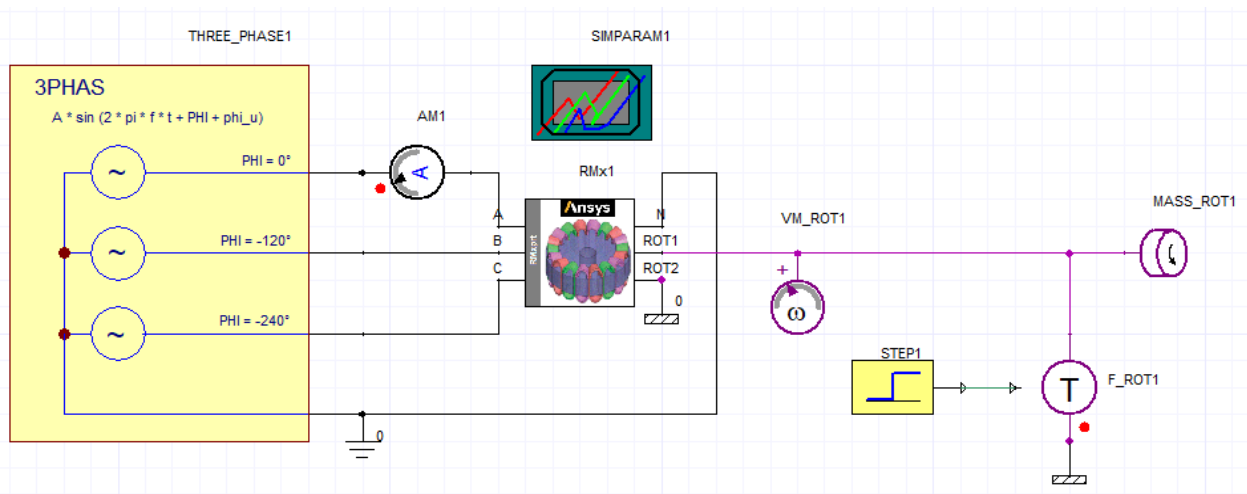 THREE_PHASE1
SIMPARAM1
3PHAS
A * sin (2 * pi * f * t + PHI + phi_u)
AM1
PHI = 0°
~
A
RMx1
MASS_ROT1
Ansys
A
N
VM_ROT1
PHI = -120°
~
B
RMxprt
ROT1
C
ROT2
+
0
ω
PHI = -240°
~
STEP1
T
F_ROT1
0